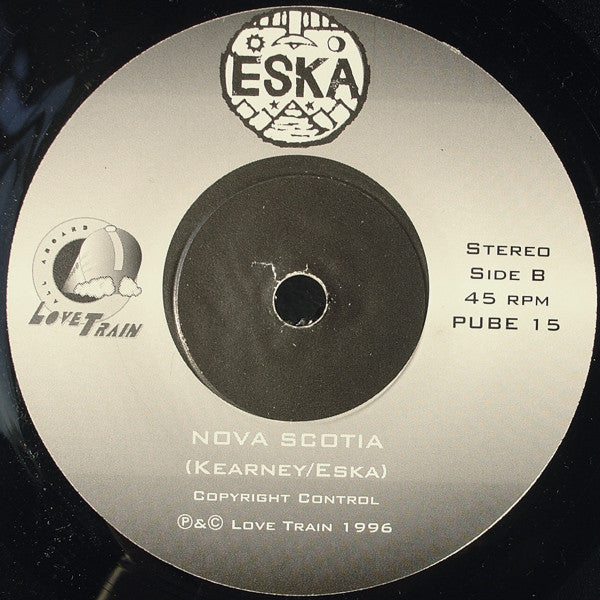 ESKA
ALL ABOARD
LOVE TRAIN
STEREO
SIDE B
45 RPM
PUBE 15
NOVA SCOTIA
(KEARNEY/ESKA)
COPYRIGHT CONTROL
℗&© LOVE TRAIN 1996